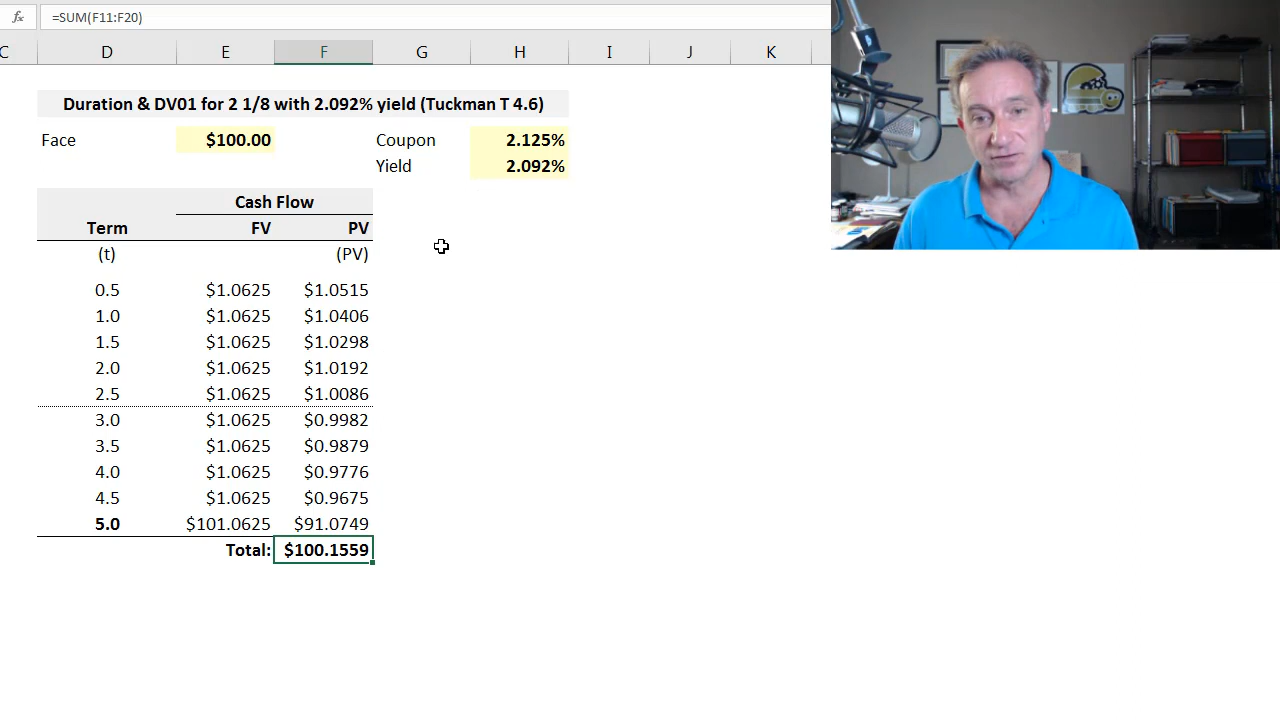 fx =SUM(F11:F20)
C D E F G H I J K
Duration & DV01 for 2 1/8 with 2.092% yield (Tuckman T 4.6)
Face $100.00 Coupon 2.125%
Yield 2.092%
Cash Flow
Term FV PV
(t) (PV)
0.5 $1.0625 $1.0515
1.0 $1.0625 $1.0406
1.5 $1.0625 $1.0298
2.0 $1.0625 $1.0192
2.5 $1.0625 $1.0086
3.0 $1.0625 $0.9982
3.5 $1.0625 $0.9879
4.0 $1.0625 $0.9776
4.5 $1.0625 $0.9675
5.0 $101.0625 $91.0749
Total: $100.1559